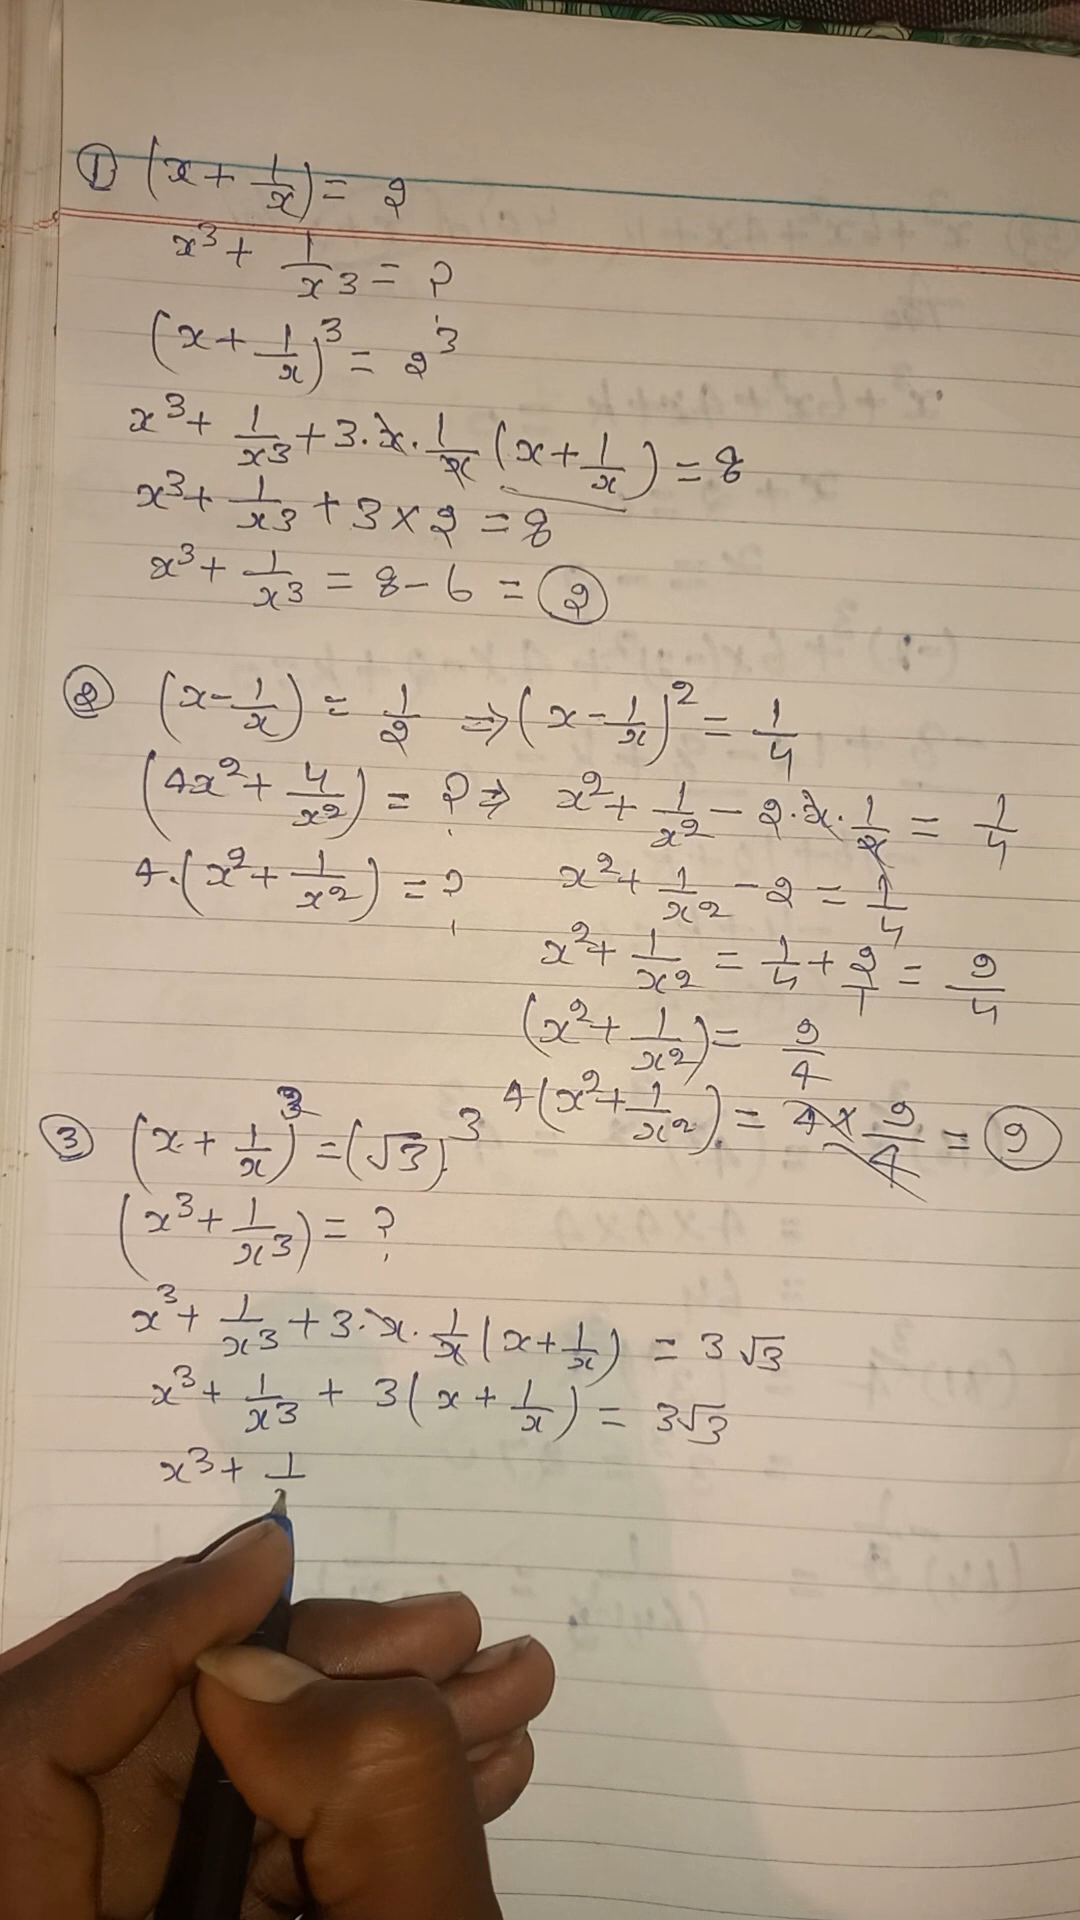 ① (x + 1/x) = 2
x³ + 1/x³ = ?
(x + 1/x)³ = 2³
x³ + 1/x³ + 3·x·1/x (x + 1/x) = 8
x³ + 1/x³ + 3 × 2 = 8
x³ + 1/x³ = 8 - 6 = 2
② (x - 1/x) = 1/2 ⇒ (x - 1/x)² = 1/4
(4x² + 4/x²) = ? ⇒ x² + 1/x² - 2·x·1/x = 1/4
4·(x² + 1/x²) = ? x² + 1/x² - 2 = 1/4
x² + 1/x² = 1/4 + 2/1 = 9/4
(x² + 1/x²) = 9/4
4(x² + 1/x²) = 4 × 9/4 = 9
③ (x + 1/x)³ = (√3)³
(x³ + 1/x³) = ?
x³ + 1/x³ + 3·x·1/x (x + 1/x) = 3√3
x³ + 1/x³ + 3(x + 1/x) = 3√3
x³ + 1/